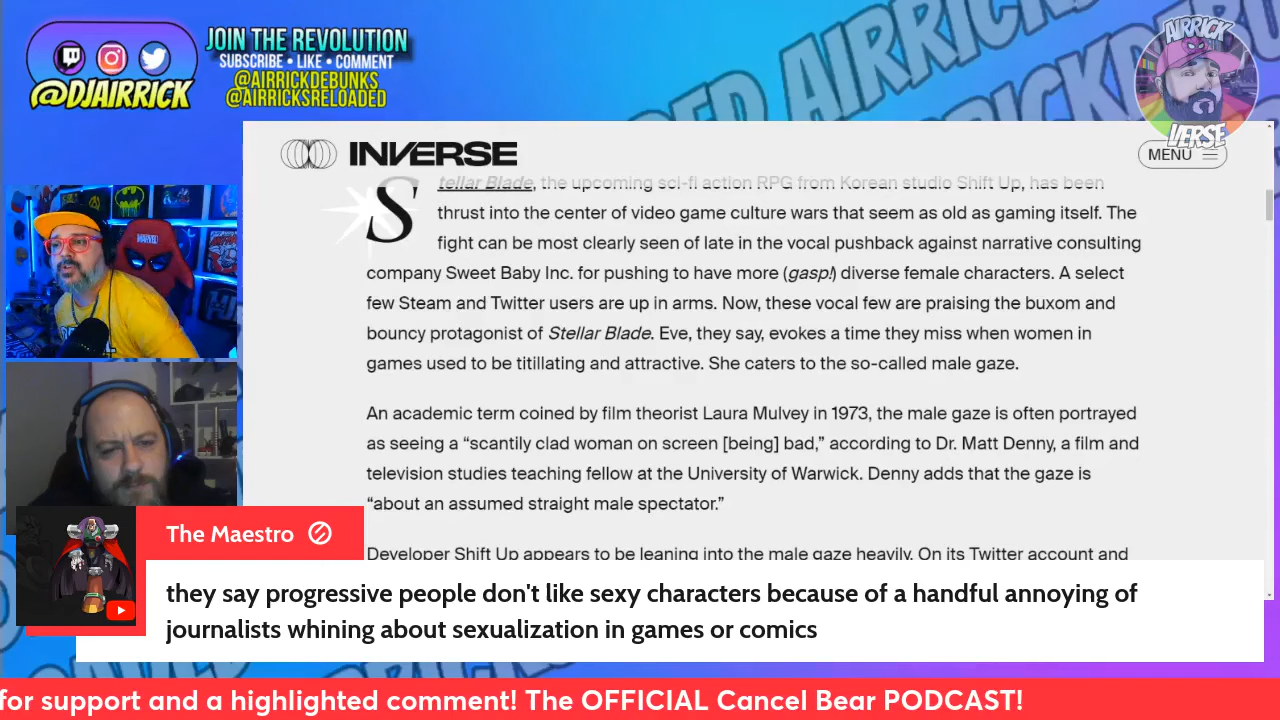 JOIN THE REVOLUTION
SUBSCRIBE • LIKE • COMMENT
@AIRRICKDEBUNKS
@AIRRICKSRELOADED
@DJAIRRICK
AIRRICK
VERSE
INVERSE
MENU
Stellar Blade, the upcoming sci-fi action RPG from Korean studio Shift Up, has been
thrust into the center of video game culture wars that seem as old as gaming itself. The
fight can be most clearly seen of late in the vocal pushback against narrative consulting
company Sweet Baby Inc. for pushing to have more (gasp!) diverse female characters. A select
few Steam and Twitter users are up in arms. Now, these vocal few are praising the buxom and
bouncy protagonist of Stellar Blade. Eve, they say, evokes a time they miss when women in
games used to be titillating and attractive. She caters to the so-called male gaze.
An academic term coined by film theorist Laura Mulvey in 1973, the male gaze is often portrayed
as seeing a “scantily clad woman on screen [being] bad,” according to Dr. Matt Denny, a film and
television studies teaching fellow at the University of Warwick. Denny adds that the gaze is
“about an assumed straight male spectator.”
Developer Shift Up appears to be leaning into the male gaze heavily. On its Twitter account and
The Maestro
they say progressive people don't like sexy characters because of a handful annoying of
journalists whining about sexualization in games or comics
for support and a highlighted comment! The OFFICIAL Cancel Bear PODCAST!